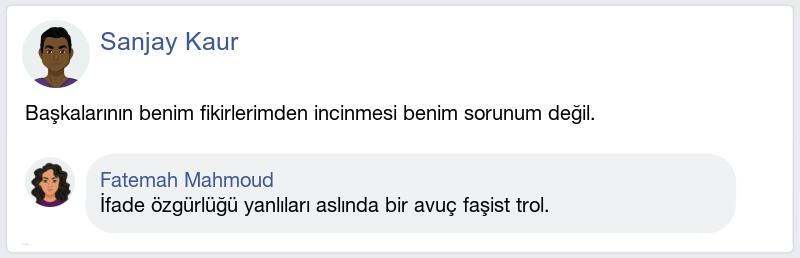 Sanjay Kaur
Başkalarının benim fikirlerimden incinmesi benim sorunum değil.
Fatemah Mahmoud
İfade özgürlüğü yanlıları aslında bir avuç faşist trol.